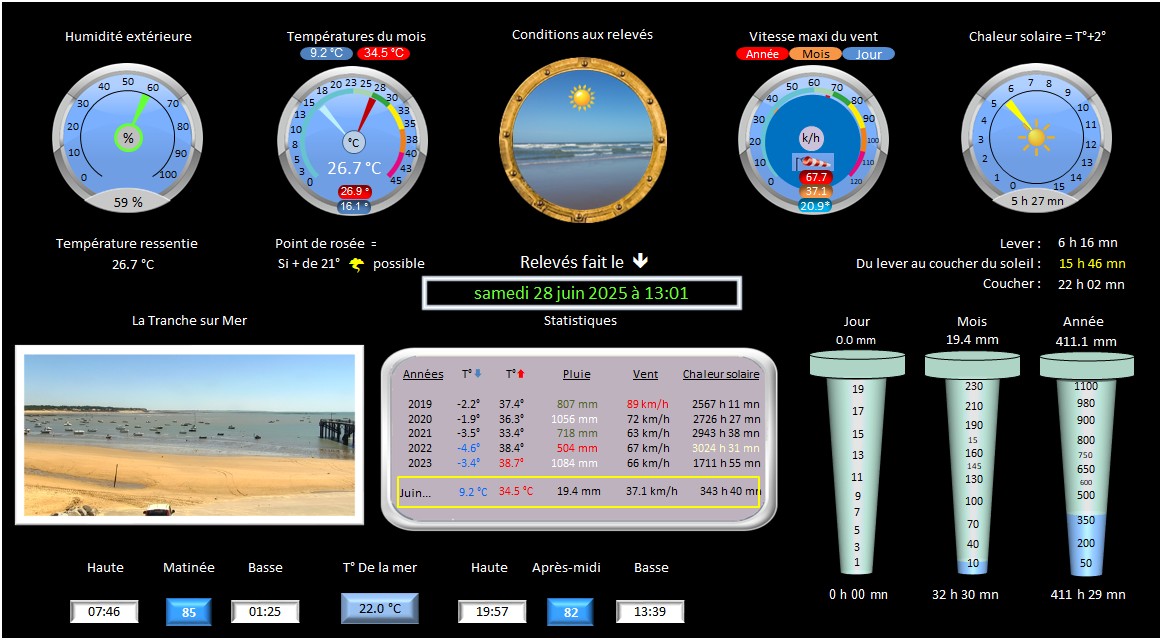 Humidité extérieure
Températures du mois
9.2 °C 34.5 °C
Conditions aux relevés
Vitesse maxi du vent
Année Mois Jour
Chaleur solaire = T°+2°
0 10 20 30 40 50 60 70 80 90 100
%
59 %
0 3 5 8 10 13 15 18 20 23 25 28 30 33 35 38 40 43 45
°C
26.7 °C
26.9 °
16.1 °
0 10 20 30 40 50 60 70 80 90 100 110 120
k/h
67.7
37.1
20.9*
0 1 2 3 4 5 6 7 8 9 10 11 12 13 14 15
5 h 27 mn
Température ressentie
26.7 °C
Point de rosée =
Si + de 21° possible
Relevés fait le
samedi 28 juin 2025 à 13:01
Lever : 6 h 16 mn
Du lever au coucher du soleil : 15 h 46 mn
Coucher : 22 h 02 mn
La Tranche sur Mer
Statistiques
Années T° T° Pluie Vent Chaleur solaire
2019 -2.2° 37.4° 807 mm 89 km/h 2567 h 11 mn
2020 -1.9° 36.3° 1056 mm 72 km/h 2726 h 27 mn
2021 -3.5° 33.4° 718 mm 63 km/h 2943 h 38 mn
2022 -4.6° 38.4° 504 mm 67 km/h 3024 h 31 mn
2023 -3.4° 38.7° 1084 mm 66 km/h 1711 h 55 mn
Juin... 9.2 °C 34.5 °C 19.4 mm 37.1 km/h 343 h 40 mn
Jour
0.0 mm
19
17
15
13
11
9
7
5
3
1
0 h 00 mn
Mois
19.4 mm
230
210
190
15
160
145
130
100
70
40
10
32 h 30 mn
Année
411.1 mm
1100
980
900
800
750
650
600
500
350
200
50
411 h 29 mn
Haute Matinée Basse T° De la mer Haute Après-midi Basse
07:46 85 01:25 22.0 °C 19:57 82 13:39